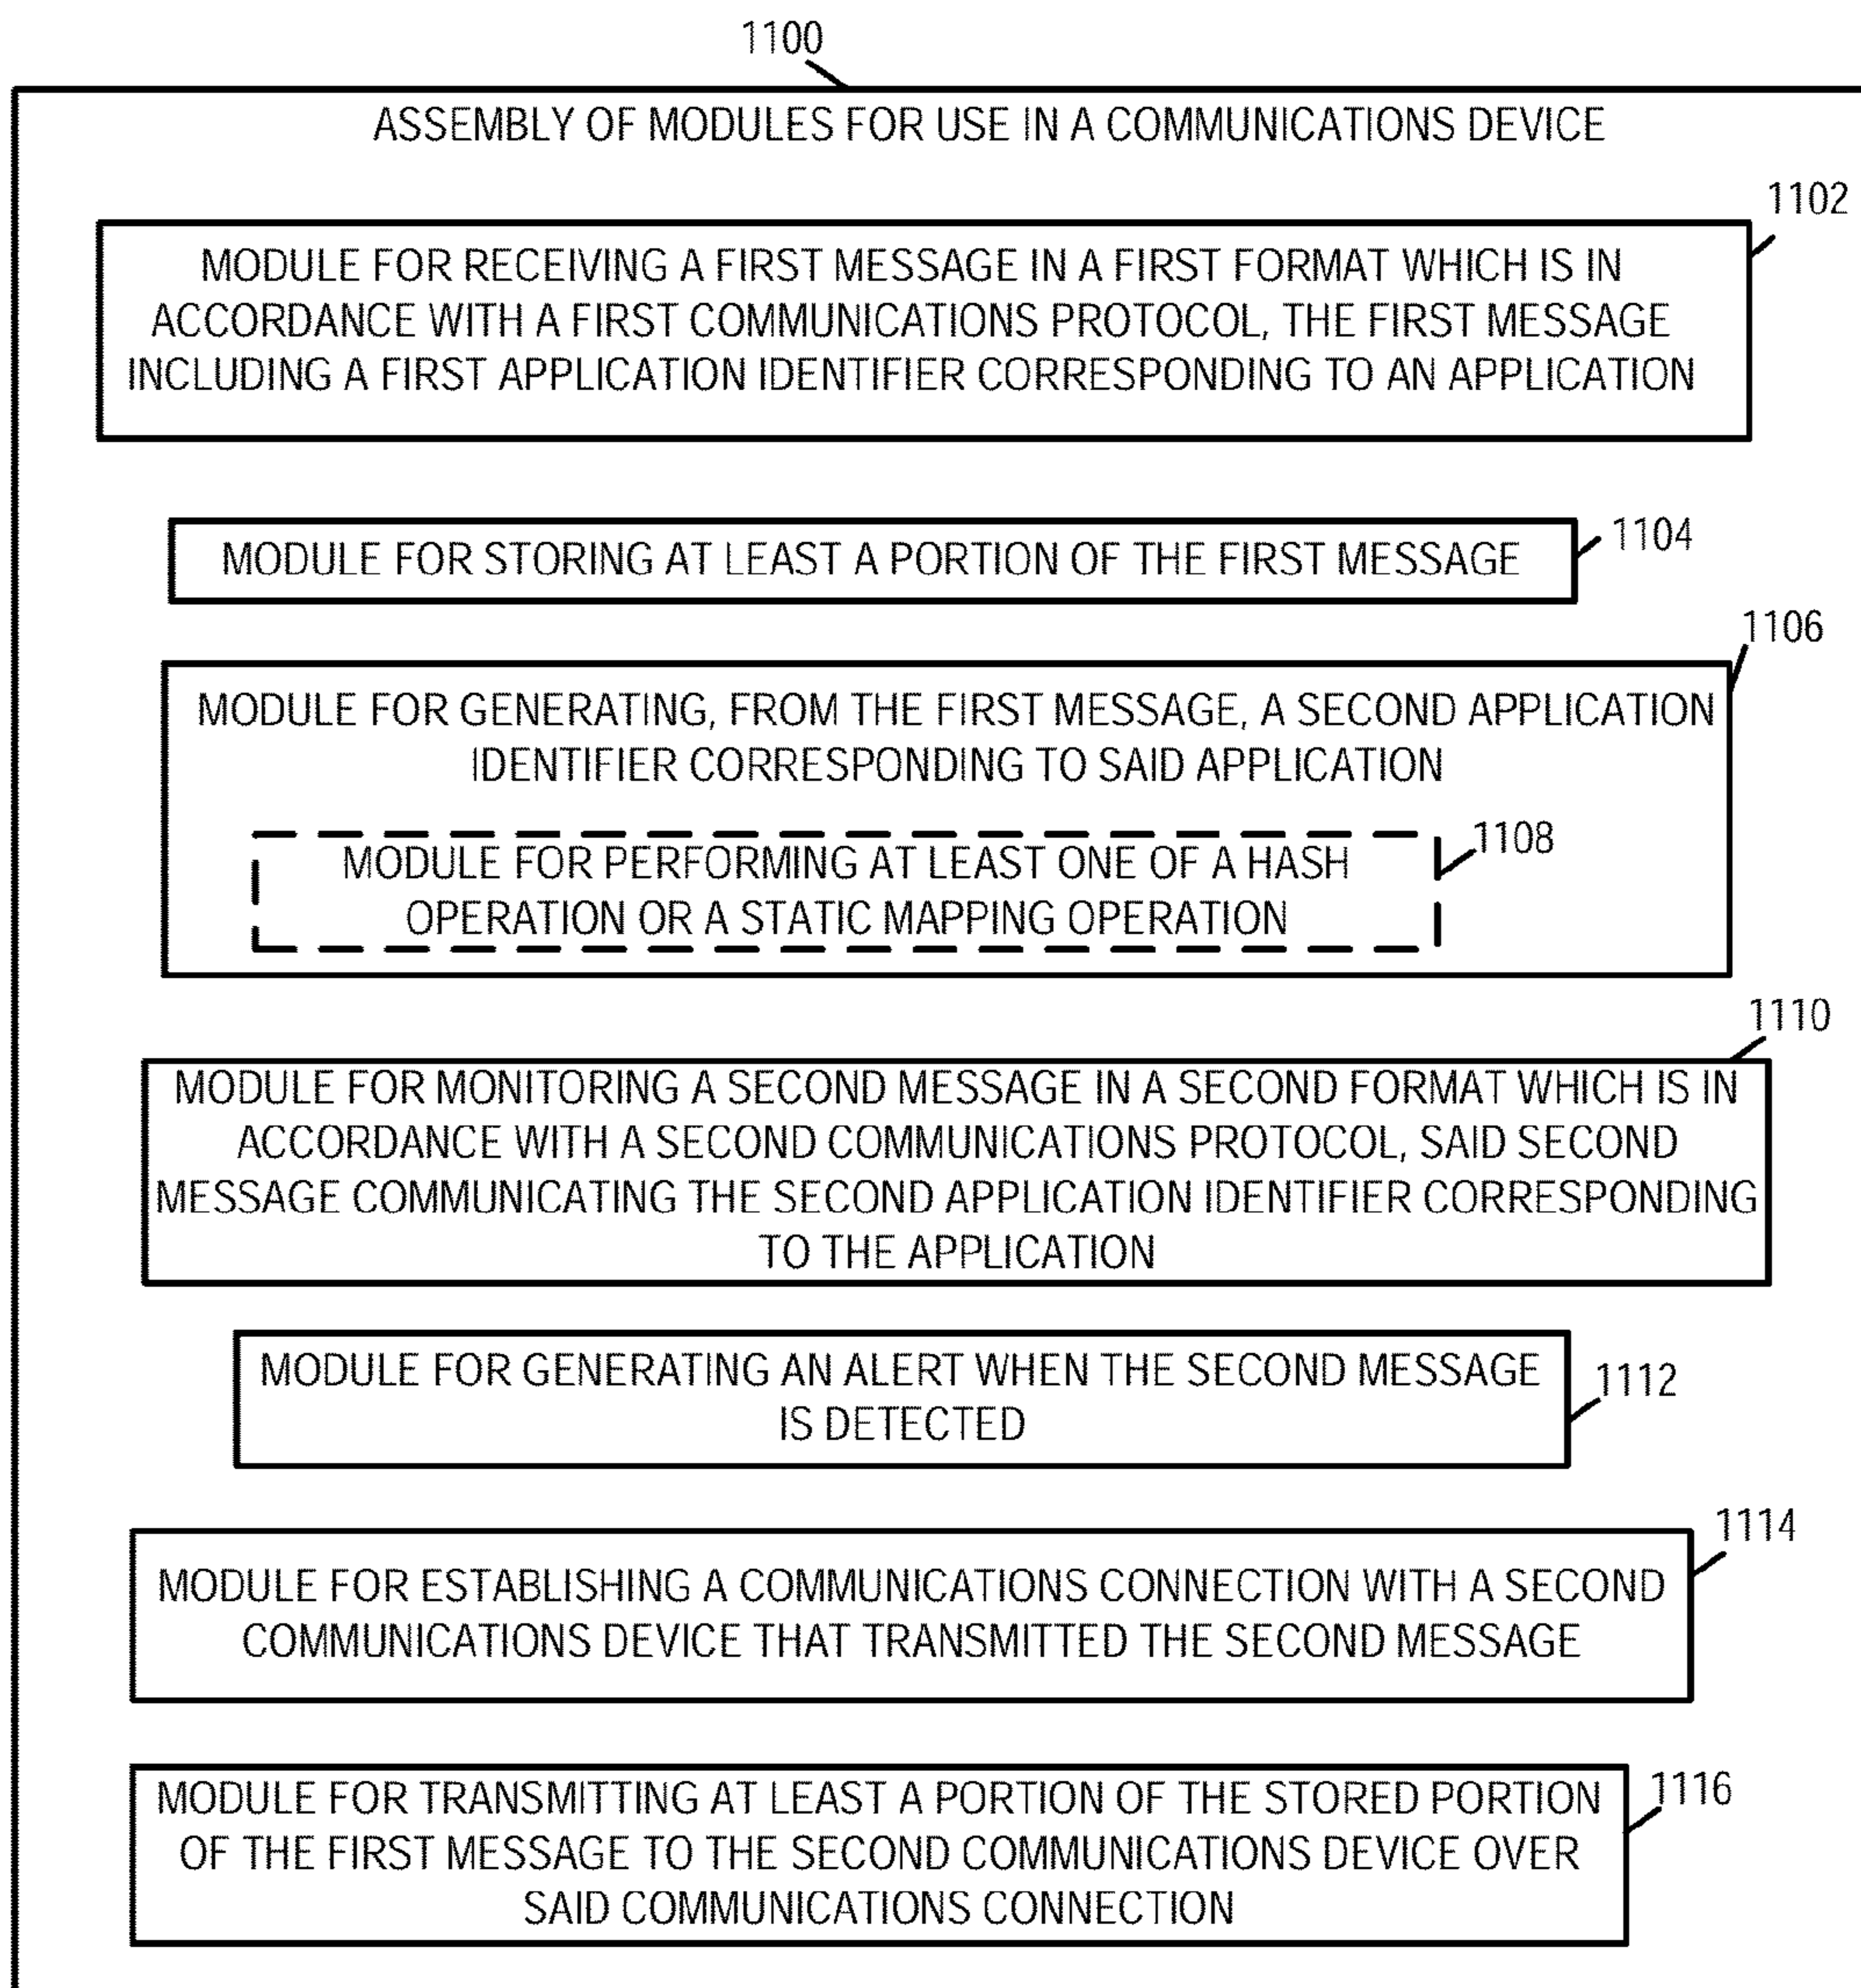 1100
ASSEMBLY OF MODULES FOR USE IN A COMMUNICATIONS DEVICE
1102
MODULE FOR RECEIVING A FIRST MESSAGE IN A FIRST FORMAT WHICH IS IN
ACCORDANCE WITH A FIRST COMMUNICATIONS PROTOCOL, THE FIRST MESSAGE
INCLUDING A FIRST APPLICATION IDENTIFIER CORRESPONDING TO AN APPLICATION
1104
MODULE FOR STORING AT LEAST A PORTION OF THE FIRST MESSAGE
1106
MODULE FOR GENERATING, FROM THE FIRST MESSAGE, A SECOND APPLICATION
IDENTIFIER CORRESPONDING TO SAID APPLICATION
1108
MODULE FOR PERFORMING AT LEAST ONE OF A HASH
OPERATION OR A STATIC MAPPING OPERATION
1110
MODULE FOR MONITORING A SECOND MESSAGE IN A SECOND FORMAT WHICH IS IN
ACCORDANCE WITH A SECOND COMMUNICATIONS PROTOCOL, SAID SECOND
MESSAGE COMMUNICATING THE SECOND APPLICATION IDENTIFIER CORRESPONDING
TO THE APPLICATION
MODULE FOR GENERATING AN ALERT WHEN THE SECOND MESSAGE
IS DETECTED
1112
1114
MODULE FOR ESTABLISHING A COMMUNICATIONS CONNECTION WITH A SECOND
COMMUNICATIONS DEVICE THAT TRANSMITTED THE SECOND MESSAGE
1116
MODULE FOR TRANSMITTING AT LEAST A PORTION OF THE STORED PORTION
OF THE FIRST MESSAGE TO THE SECOND COMMUNICATIONS DEVICE OVER
SAID COMMUNICATIONS CONNECTION